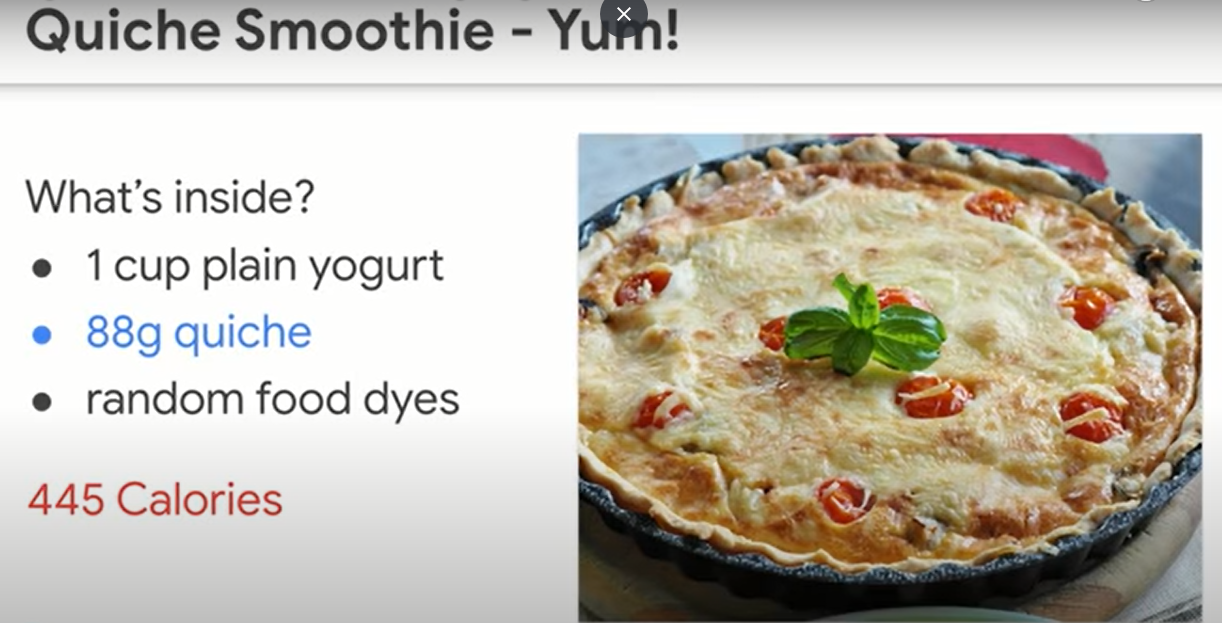 Quiche Smoothie - Yum!
What's inside?
● 1 cup plain yogurt
● 88g quiche
● random food dyes
445 Calories